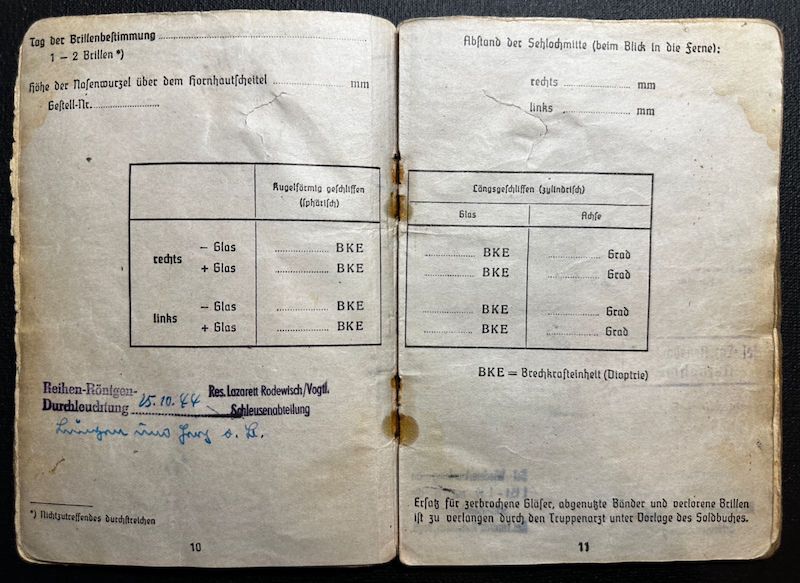 Tag der Brillenbestimmung
1 – 2 Brillen *)
Höhe der Nasenwurzel über dem Hornhautscheitel mm
Gestell-Nr.
Kugelförmig geschliffen
(sphärisch)
rechts
– Glas BKE
+ Glas BKE
links
– Glas BKE
+ Glas BKE
Reihen-Röntgen-
Durchleuchtung 25.10.44
Res. Lazarett Rodewisch/Vogtl.
Schleusenabteilung
Lungen und Herz o. B.
*) Nichtzutreffendes durchstreichen
10
Abstand der Sehlochmitte (beim Blick in die Ferne):
rechts mm
links mm
Längsgeschliffen (zylindrisch)
Glas Achse
BKE Grad
BKE Grad
BKE Grad
BKE Grad
BKE = Brechkrafteinheit (Dioptrie)
Ersatz für zerbrochene Gläser, abgenutzte Bänder und verlorene Brillen
ist zu verlangen durch den Truppenarzt unter Vorlage des Soldbuches.
11